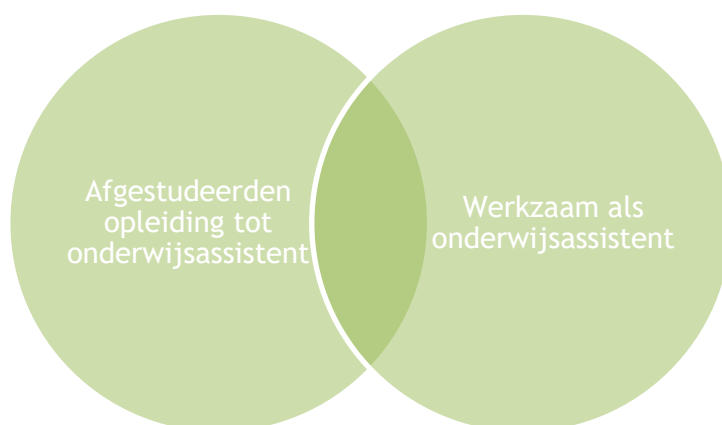 Afgestudeerden
opleiding tot
onderwijsassistent
Werkzaam als
onderwijsassistent